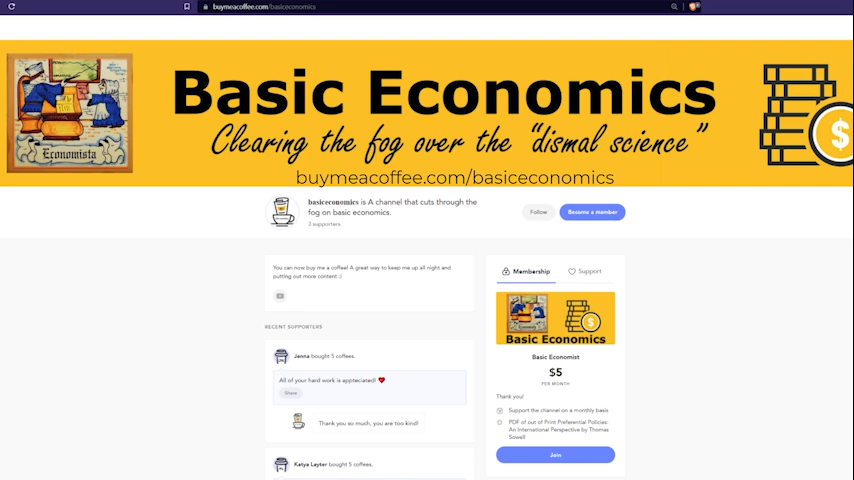 buymeacoffee.com/basiceconomics
Basic Economics
Clearing the fog over the "dismal science"
Economista
buymeacoffee.com/basiceconomics
basiceconomics is A channel that cuts through the
fog on basic economics.
3 supporters
Follow
Become a member
You can now buy me a coffee! A great way to keep me up all night and
putting out more content ;)
RECENT SUPPORTERS
Jenna bought 5 coffees.
All of your hard work is appteciated!
Share
Thank you so much, you are too kind!
Katya Layter bought 5 coffees.
Membership
Support
Economista
Basic Economics
Basic Economist
$5
PER MONTH
Thank you!
Support the channel on a monthly basis
PDF of out of Print Preferential Policies:
An International Perspective by Thomas
Sowell
Join